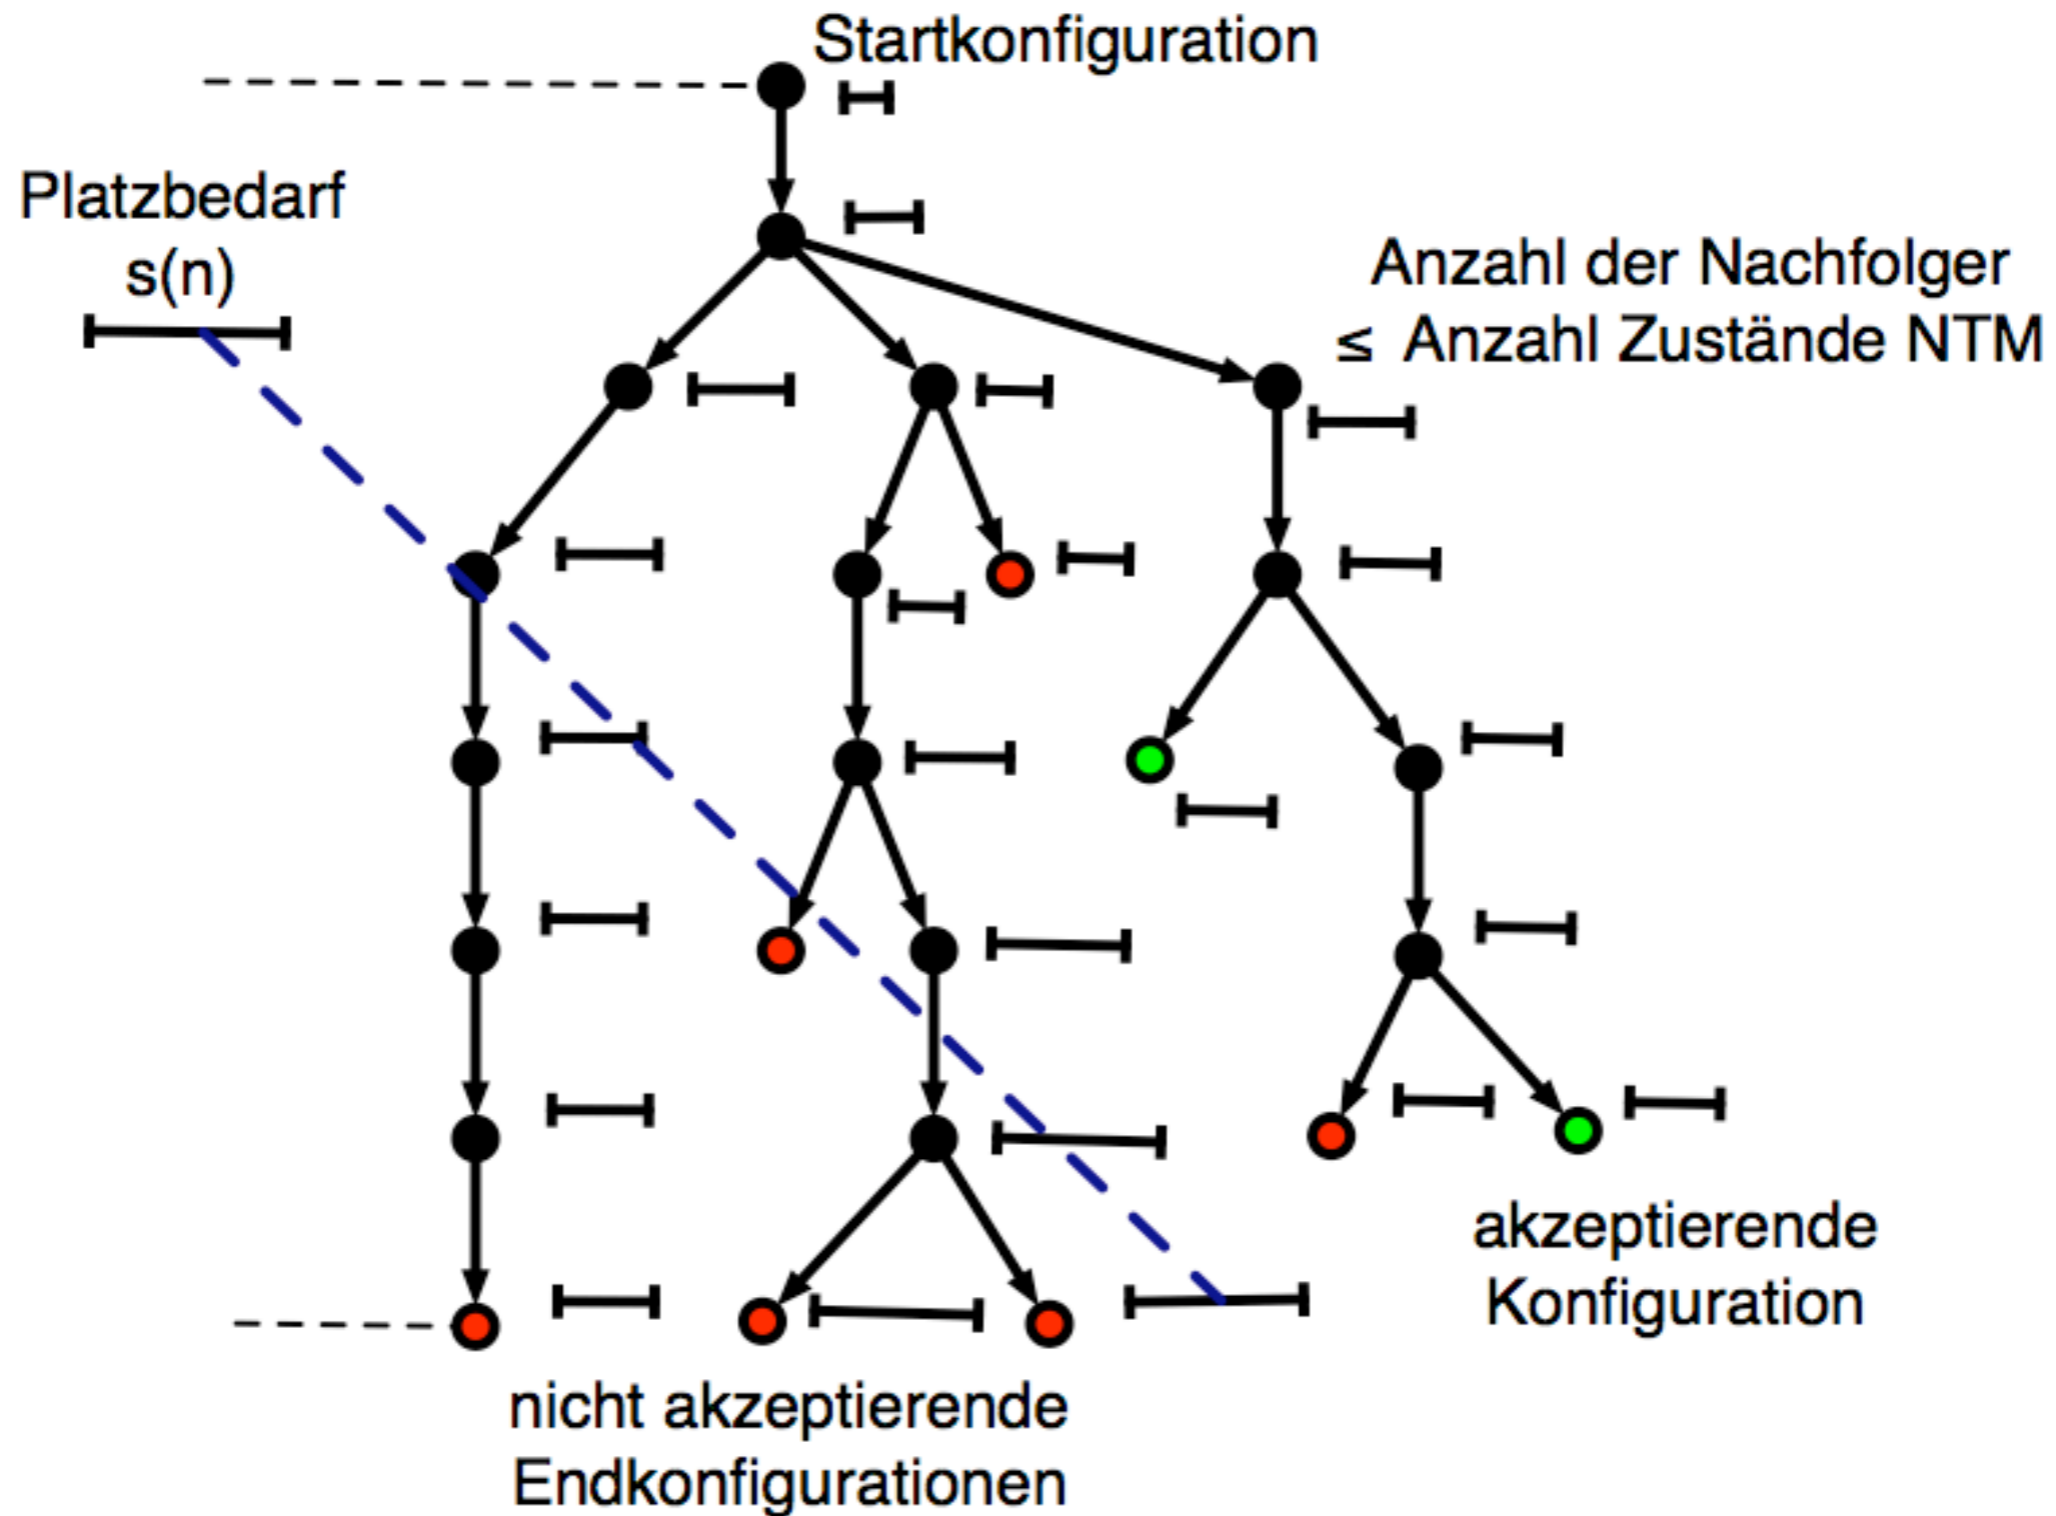 Startkonfiguration
Platzbedarf
s(n)
Anzahl der Nachfolger
≤ Anzahl Zustände NTM
akzeptierende
Konfiguration
nicht akzeptierende
Endkonfigurationen